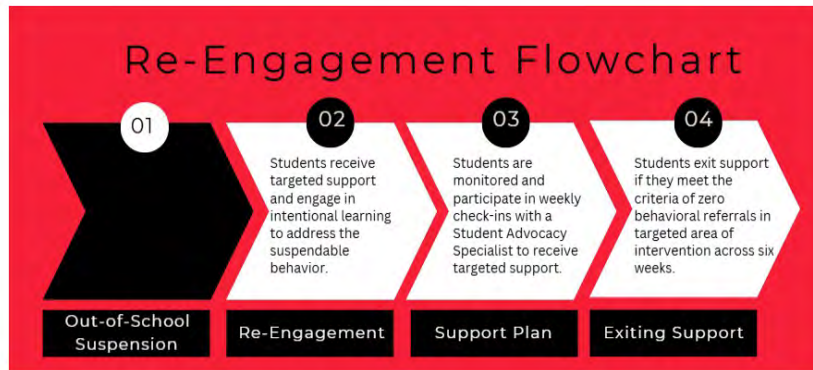 Re-Engagement Flowchart
01
Out-of-School
Suspension
02
Students receive
targeted support
and engage in
intentional learning
to address the
suspendable
behavior.
Re-Engagement
03
Students are
monitored and
participate in weekly
check-ins with a
Student Advocacy
Specialist to receive
targeted support.
Support Plan
04
Students exit support
if they meet the
criteria of zero
behavioral referrals in
targeted area of
intervention across six
weeks.
Exiting Support